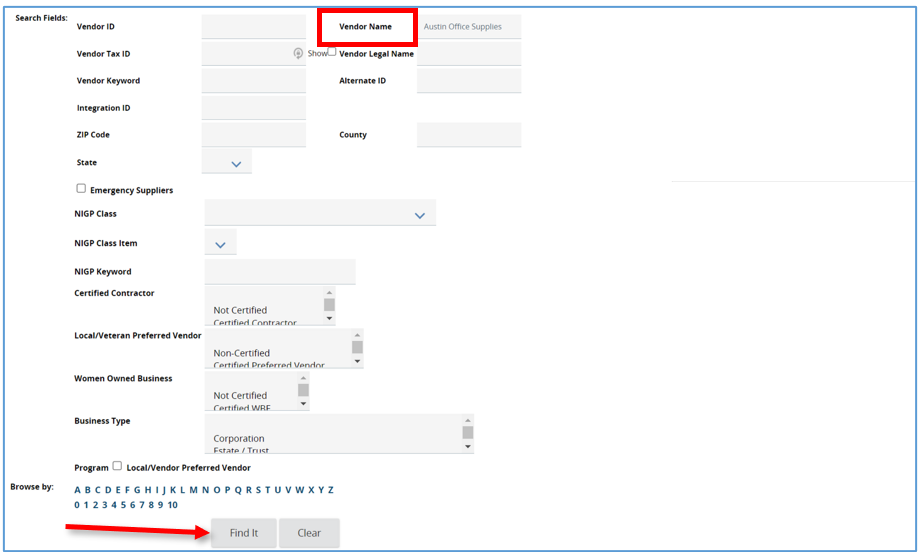 Search Fields:
Vendor ID
Vendor Name
Austin Office Supplies
Vendor Tax ID
Show
Vendor Legal Name
Vendor Keyword
Alternate ID
Integration ID
ZIP Code
County
State
Emergency Suppliers
NIGP Class
NIGP Class Item
NIGP Keyword
Certified Contractor
Not Certified
Certified Contractor
Local/Veteran Preferred Vendor
Non-Certified
Certified Preferred Vendor
Women Owned Business
Not Certified
Certified WBE
Business Type
Corporation
Estate / Trust
Program
Local/Vendor Preferred Vendor
Browse by:
A B C D E F G H I J K L M N O P Q R S T U V W X Y Z
0 1 2 3 4 5 6 7 8 9 10
Find It
Clear